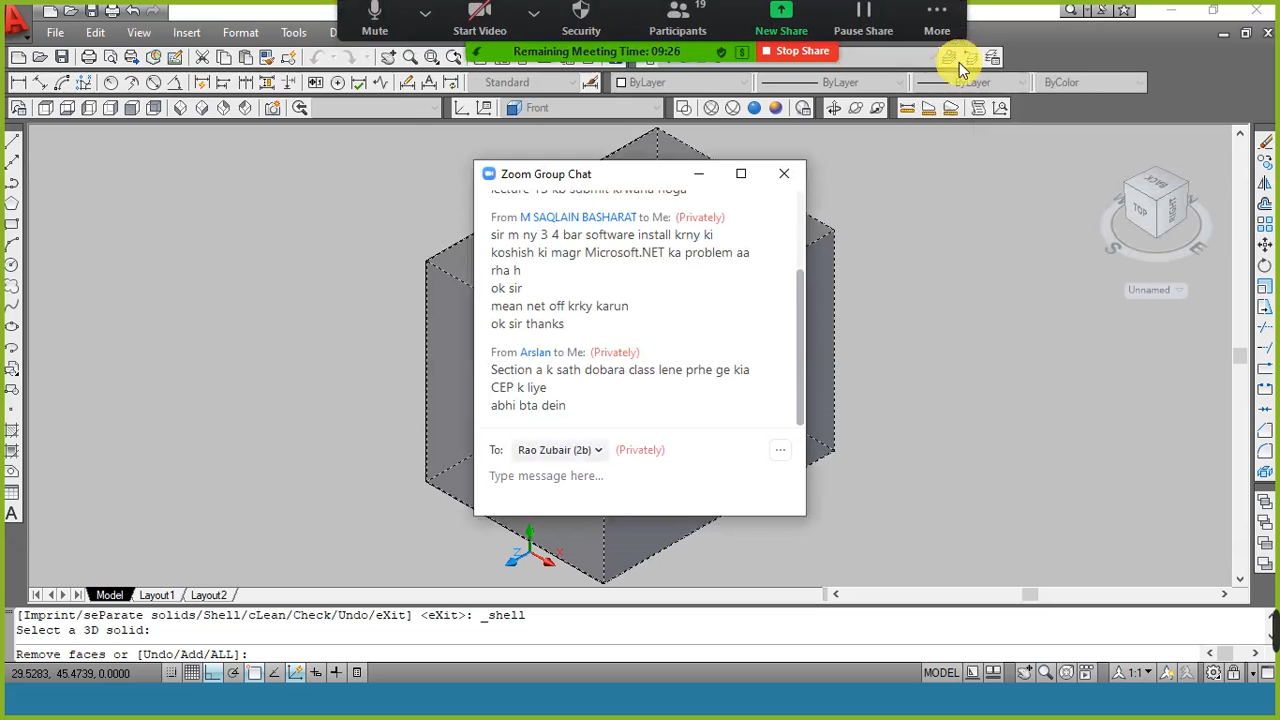 19
Mute
Start Video
Security
Participants
New Share
Pause Share
More
File
Edit
View
Insert
Format
Tools
D
Remaining Meeting Time: 09:26
Stop Share
Standard
ByLayer
ByLayer
ByLayer
ByColor
Front
Zoom Group Chat
lecture 15 kb submit krwana hoga
From M SAQLAIN BASHARAT to Me: (Privately)
sir m ny 3 4 bar software install krny ki
koshish ki magr Microsoft.NET ka problem aa
rha h
ok sir
mean net off krky karun
ok sir thanks
From Arslan to Me: (Privately)
Section a k sath dobara class lene prhe ge kia
CEP k liye
abhi bta dein
To: Rao Zubair (2b) (Privately)
Type message here...
BACK
TOP
RIGHT
S
E
Unnamed
Z
X
A
Model
Layout1
Layout2
[Imprint/seParate solids/Shell/cLean/Check/Undo/eXit] <eXit>: _shell
Select a 3D solid:
Remove faces or [Undo/Add/ALL]:
29.5283, 45.4739, 0.0000
MODEL
1:1